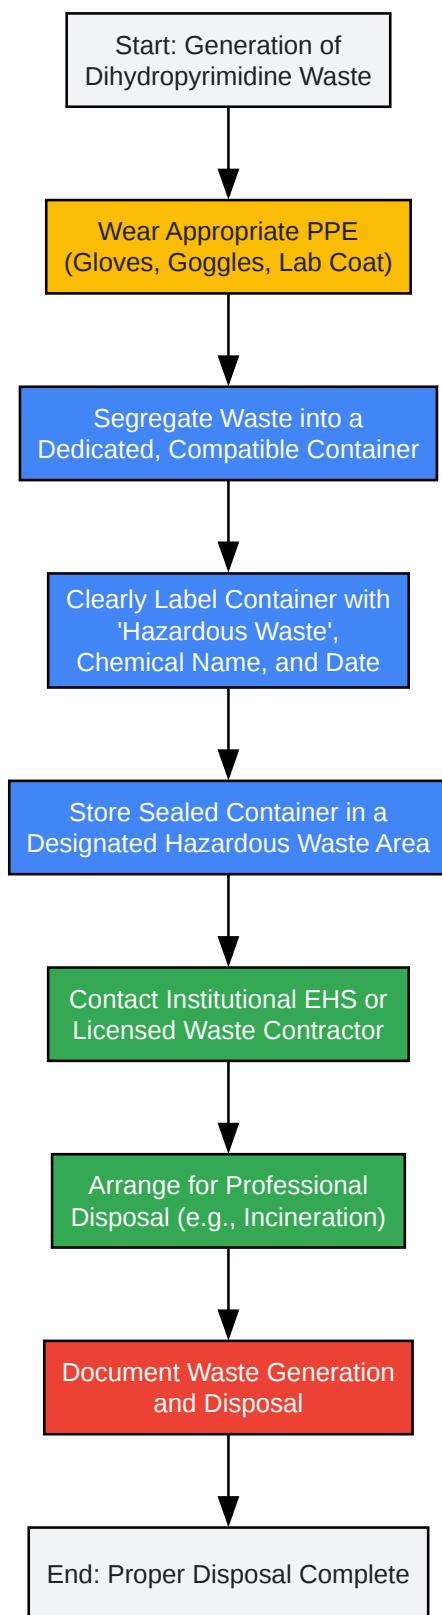 Start: Generation of
Dihydropyrimidine Waste
Wear Appropriate PPE
(Gloves, Goggles, Lab Coat)
Segregate Waste into a
Dedicated, Compatible Container
Clearly Label Container with
'Hazardous Waste',
Chemical Name, and Date
Store Sealed Container in a
Designated Hazardous Waste Area
Contact Institutional EHS or
Licensed Waste Contractor
Arrange for Professional
Disposal (e.g., Incineration)
Document Waste Generation
and Disposal
End: Proper Disposal Complete